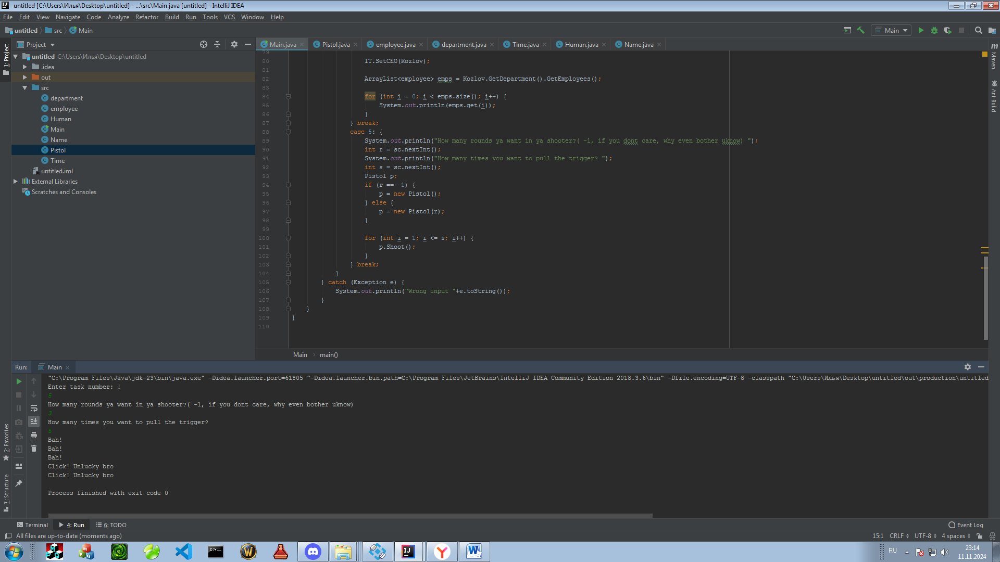 untitled [C:\Users\Илья\Desktop\untitled] - ...\src\Main.java [untitled] - IntelliJ IDEA
File Edit View Navigate Code Analyze Refactor Build Run Tools VCS Window Help
untitled src Main
Main
Project
Main.java Pistol.java employee.java department.java Time.java Human.java Name.java
1: Project
untitled C:\Users\Илья\Desktop\untitled
.idea
out
src
department
employee
Human
Main
Name
Pistol
Time
untitled.iml
External Libraries
Scratches and Consoles
79
80 IT.SetCEO(Kozlov);
81
82 ArrayList<employee> emps = Kozlov.GetDepartment().GetEmployees();
83
84 for (int i = 0; i < emps.size(); i++) {
85 System.out.println(emps.get(i));
86 }
87 } break;
88 case 5: {
89 System.out.println("How many rounds ya want in ya shooter?( -1, if you dont care, why even bother uknow) ");
90 int r = sc.nextInt();
91 System.out.println("How many times you want to pull the trigger? ");
92 int s = sc.nextInt();
93 Pistol p;
94 if (r == -1) {
95 p = new Pistol();
96 } else {
97 p = new Pistol(r);
98 }
99
100 for (int i = 1; i <= s; i++) {
101 p.Shoot();
102 }
103 } break;
104 }
105 } catch (Exception e) {
106 System.out.println("Wrong input "+e.toString());
107 }
108 }
109 }
110
Main main()
Maven
Ant Build
Run: Main
"C:\Program Files\Java\jdk-23\bin\java.exe" -Didea.launcher.port=61805 "-Didea.launcher.bin.path=C:\Program Files\JetBrains\IntelliJ IDEA Community Edition 2018.3.6\bin" -Dfile.encoding=UTF-8 -classpath "C:\Users\Илья\Desktop\untitled\out\production\untitled
Enter task number: !
5
How many rounds ya want in ya shooter?( -1, if you dont care, why even bother uknow)
3
How many times you want to pull the trigger?
5
Bah!
Bah!
Bah!
Click! Unlucky bro
Click! Unlucky bro
Process finished with exit code 0
2: Favorites
7: Structure
Terminal 4: Run 6: TODO Event Log
All files are up-to-date (moments ago) 15:1 CRLF UTF-8 4 spaces
RU 23:14
11.11.2024